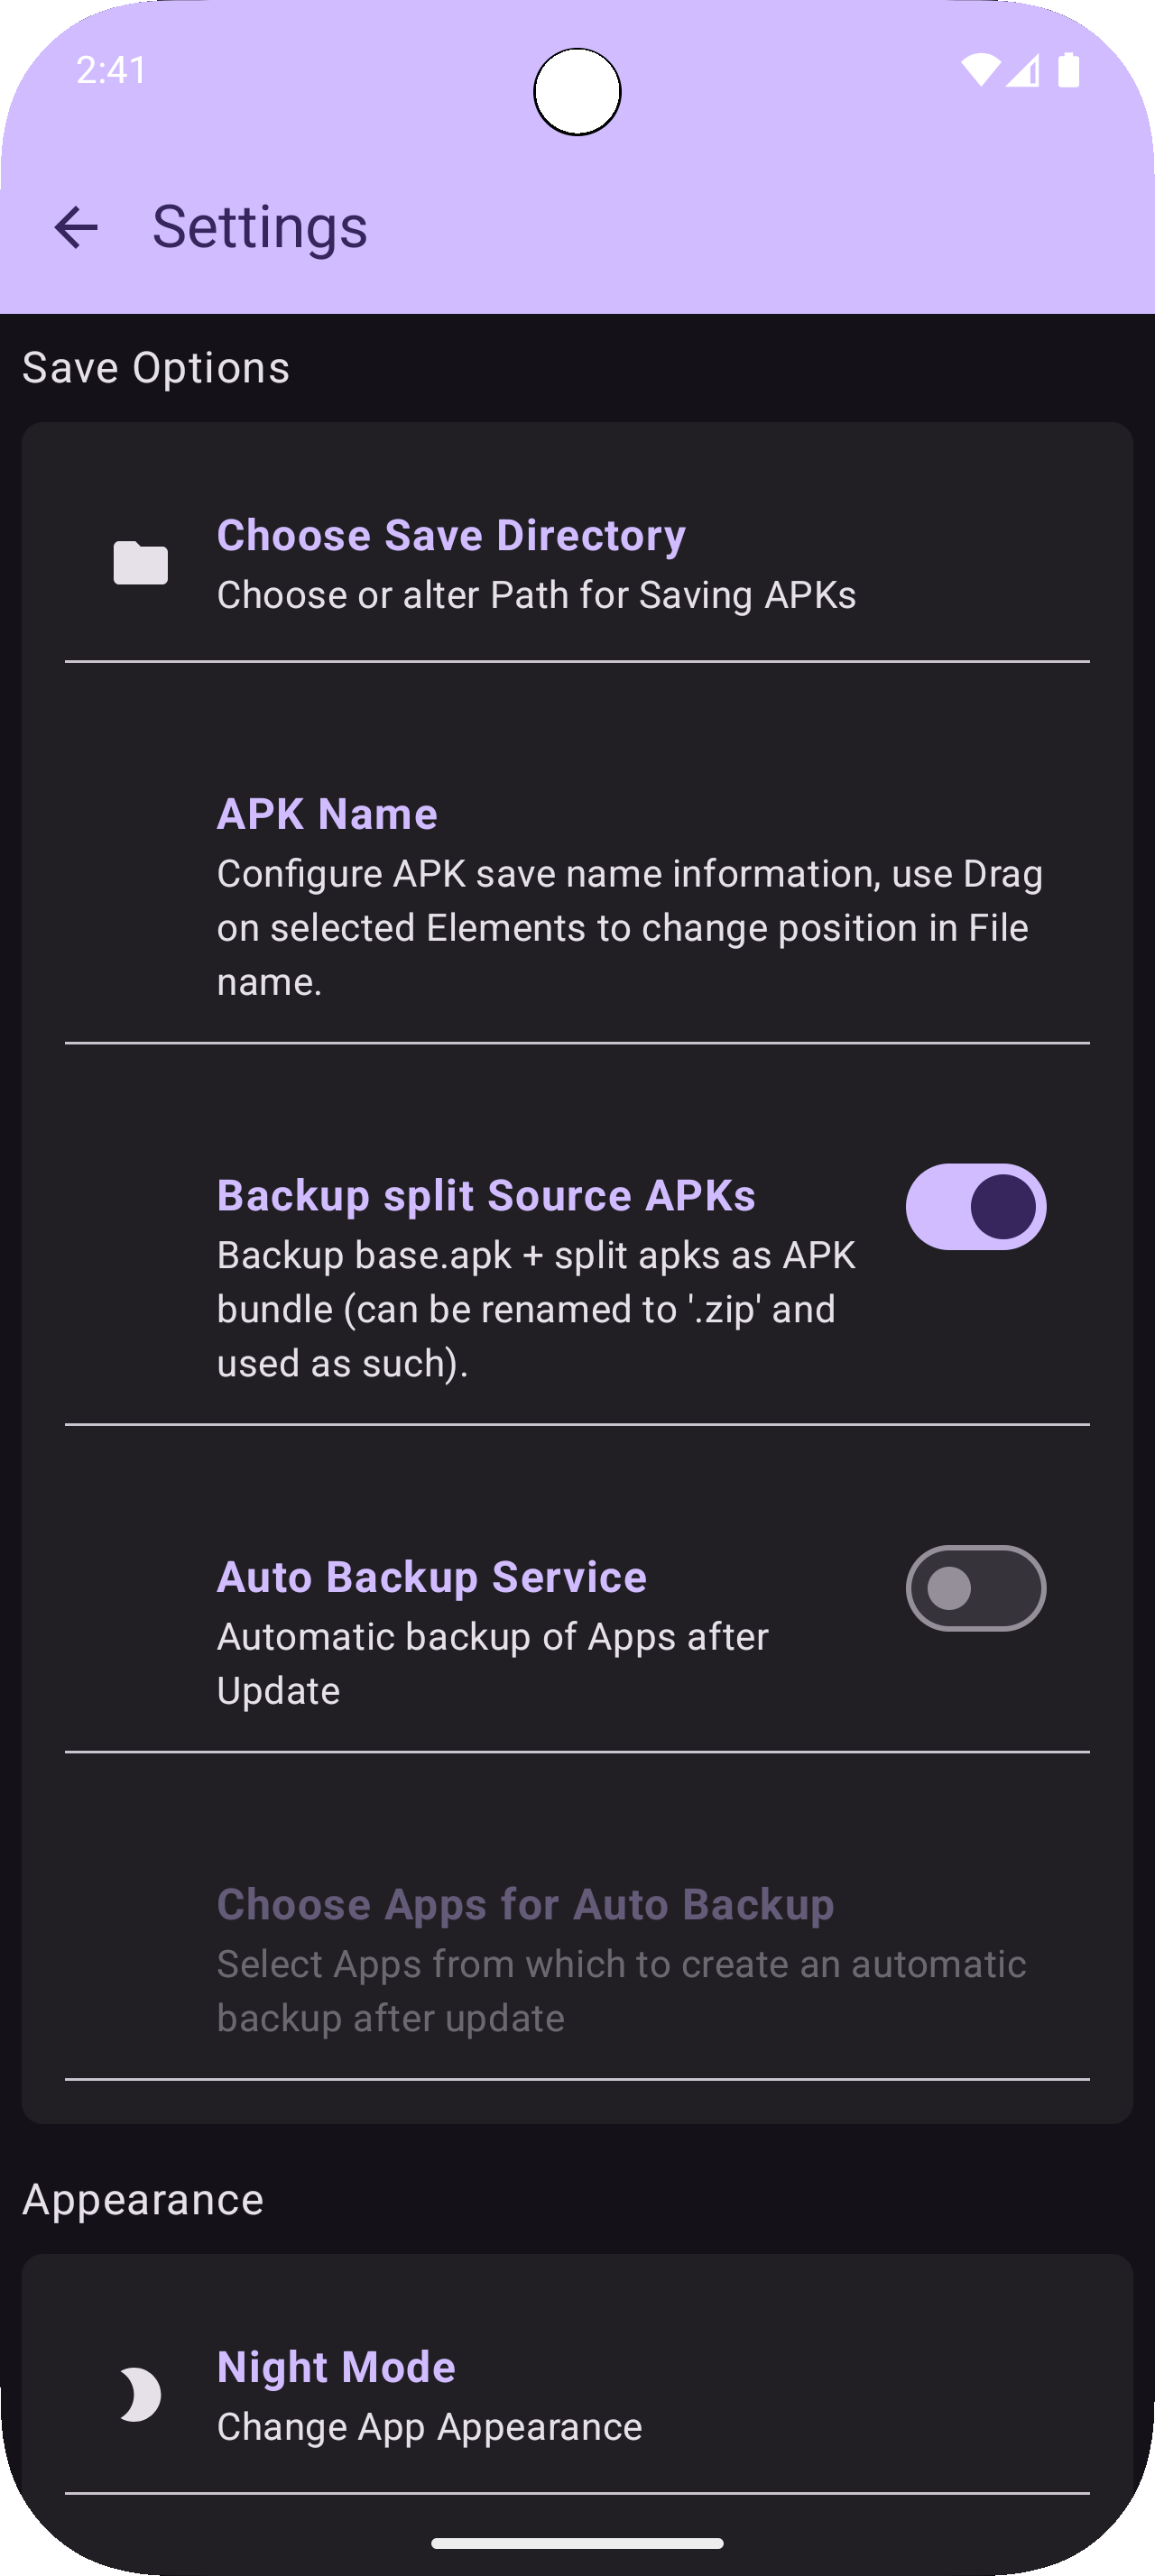 2:41
Settings
Save Options
Choose Save Directory
Choose or alter Path for Saving APKs
APK Name
Configure APK save name information, use Drag
on selected Elements to change position in File
name.
Backup split Source APKs
Backup base.apk + split apks as APK
bundle (can be renamed to '.zip' and
used as such).
Auto Backup Service
Automatic backup of Apps after
Update
Choose Apps for Auto Backup
Select Apps from which to create an automatic
backup after update
Appearance
Night Mode
Change App Appearance